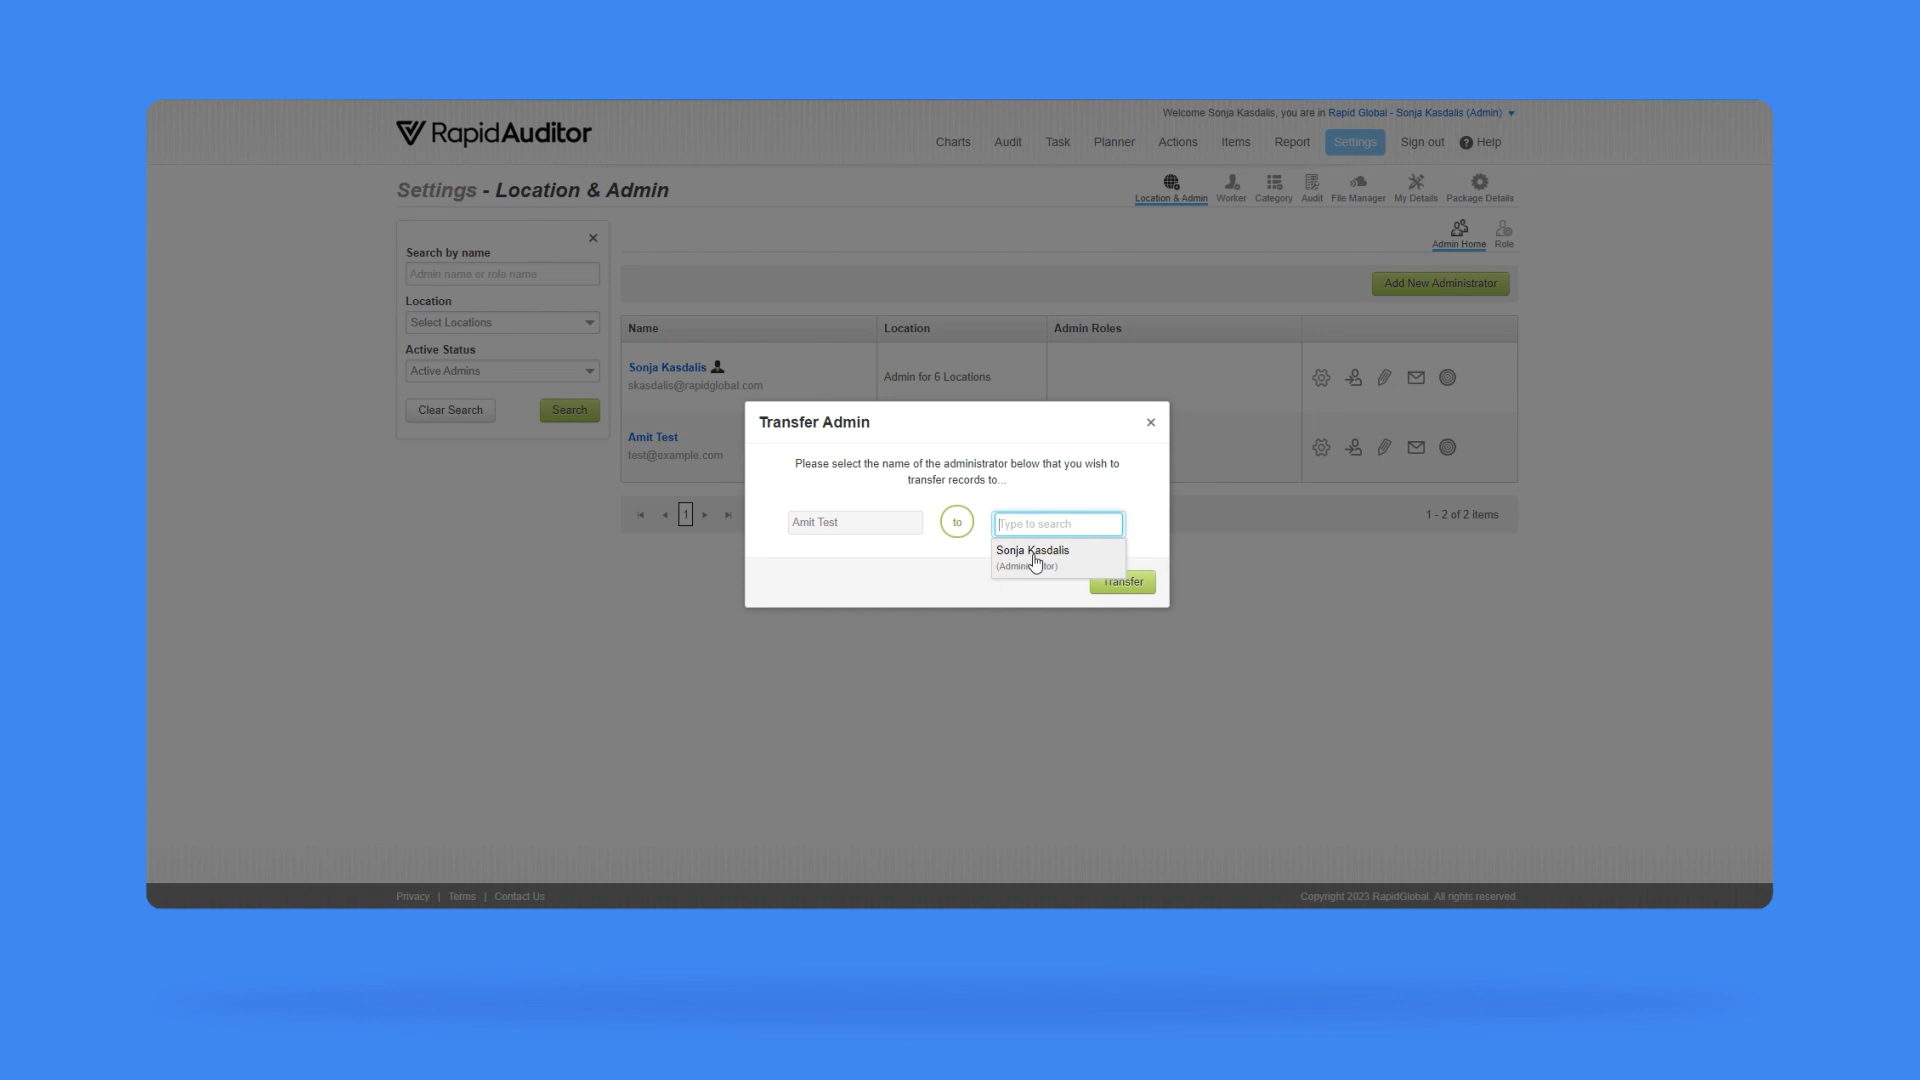 Welcome Sonja Kasdalis, you are in Rapid Global - Sonja Kasdalis (Admin)
RapidAuditor
Charts Audit Task Planner Actions Items Report Settings Sign out Help
Settings - Location & Admin
Location & Admin Worker Category Audit File Manager My Details Package Details
Admin Home Role
Search by name
Admin name or role name
Location
Select Locations
Active Status
Active Admins
Clear Search Search
Add New Administrator
Name Location Admin Roles
Sonja Kasdalis
skasdalis@rapidglobal.com
Admin for 6 Locations
Amit Test
test@example.com
1
1 - 2 of 2 items
Transfer Admin
Please select the name of the administrator below that you wish to
transfer records to...
Amit Test to Type to search
Sonja Kasdalis
(Administrator)
Transfer
Privacy | Terms | Contact Us
Copyright 2023 RapidGlobal. All rights reserved.